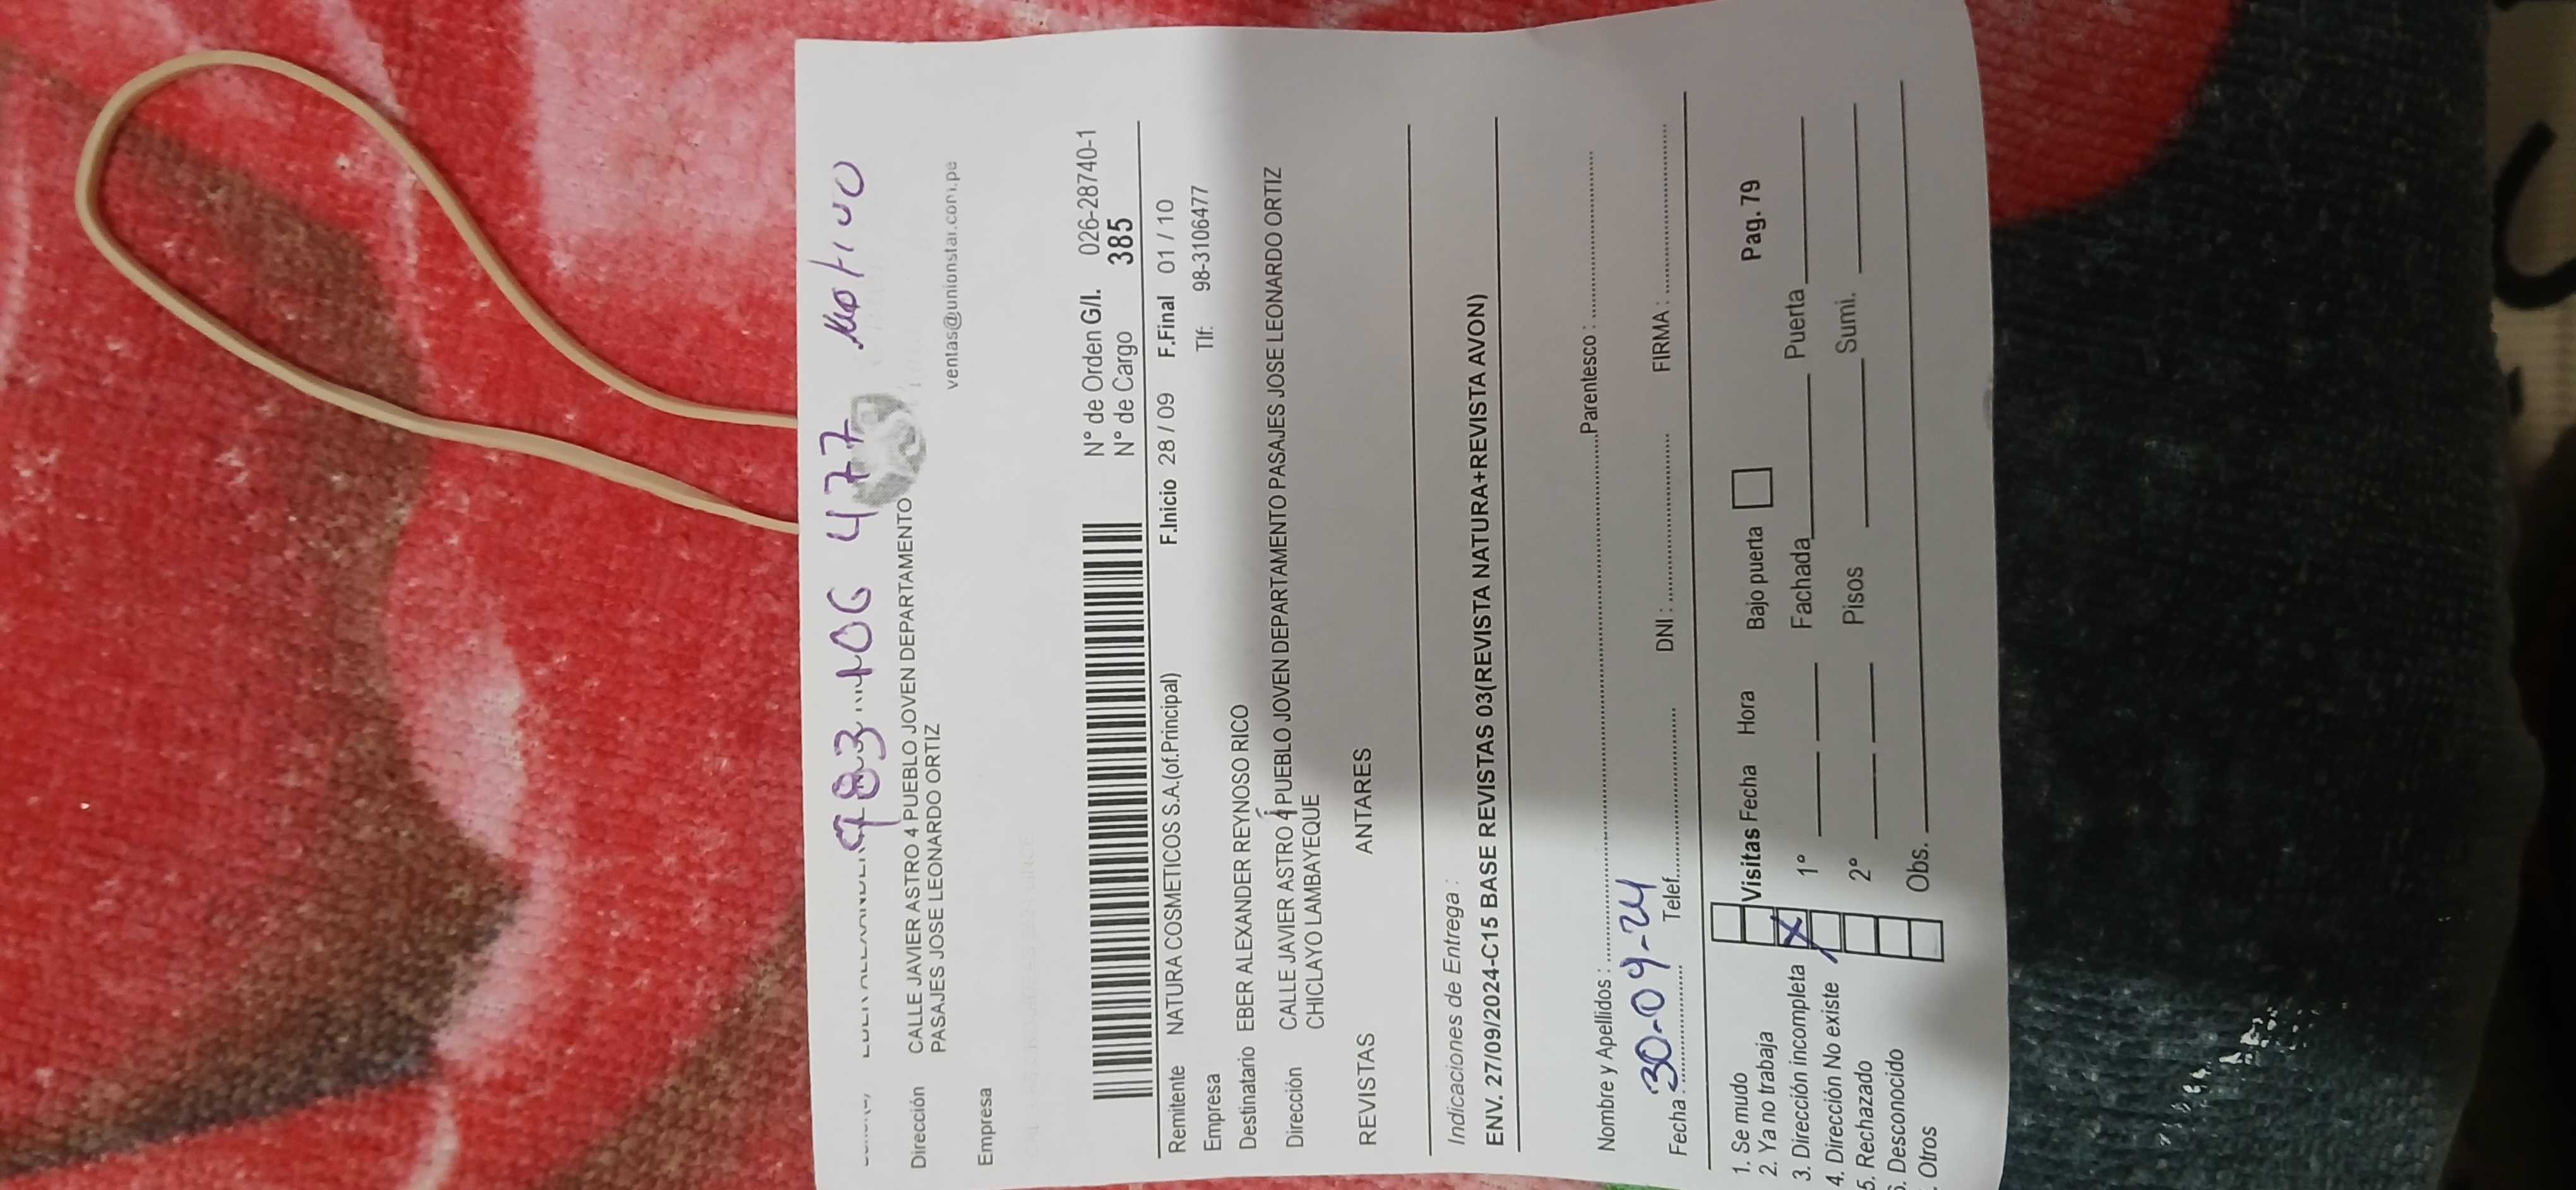 983106477 Motivo
Dirección CALLE JAVIER ASTRO 4 PUEBLO JOVEN DEPARTAMENTO
PASAJES JOSE LEONARDO ORTIZ
ventas@unionstar.com.pe
Empresa
N° de Orden G/I. 026-28740-1
N° de Cargo 385
Remitente NATURA COSMETICOS S.A.(of.Principal) F.Inicio 28 / 09 F.Final 01 / 10
Empresa Tlf: 98-3106477
Destinatario EBER ALEXANDER REYNOSO RICO
Dirección CALLE JAVIER ASTRO 4 PUEBLO JOVEN DEPARTAMENTO PASAJES JOSE LEONARDO ORTIZ
CHICLAYO LAMBAYEQUE
REVISTAS ANTARES
Indicaciones de Entrega :
ENV. 27/09/2024-C15 BASE REVISTAS 03(REVISTA NATURA+REVISTA AVON)
Nombre y Apellidos : Parentesco :
Fecha : 30-09-24 Telef. DNI : FIRMA :
1. Se mudo
2. Ya no trabaja Visitas Fecha Hora Bajo puerta Pag. 79
3. Dirección incompleta X 1° Fachada Puerta
4. Dirección No existe
5. Rechazado 2° Pisos Sumi.
6. Desconocido
. Otros Obs.